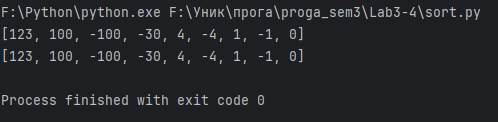 F:\Python\python.exe F:\Уник\прога\proga_sem3\Lab3-4\sort.py
[123, 100, -100, -30, 4, -4, 1, -1, 0]
[123, 100, -100, -30, 4, -4, 1, -1, 0]
Process finished with exit code 0